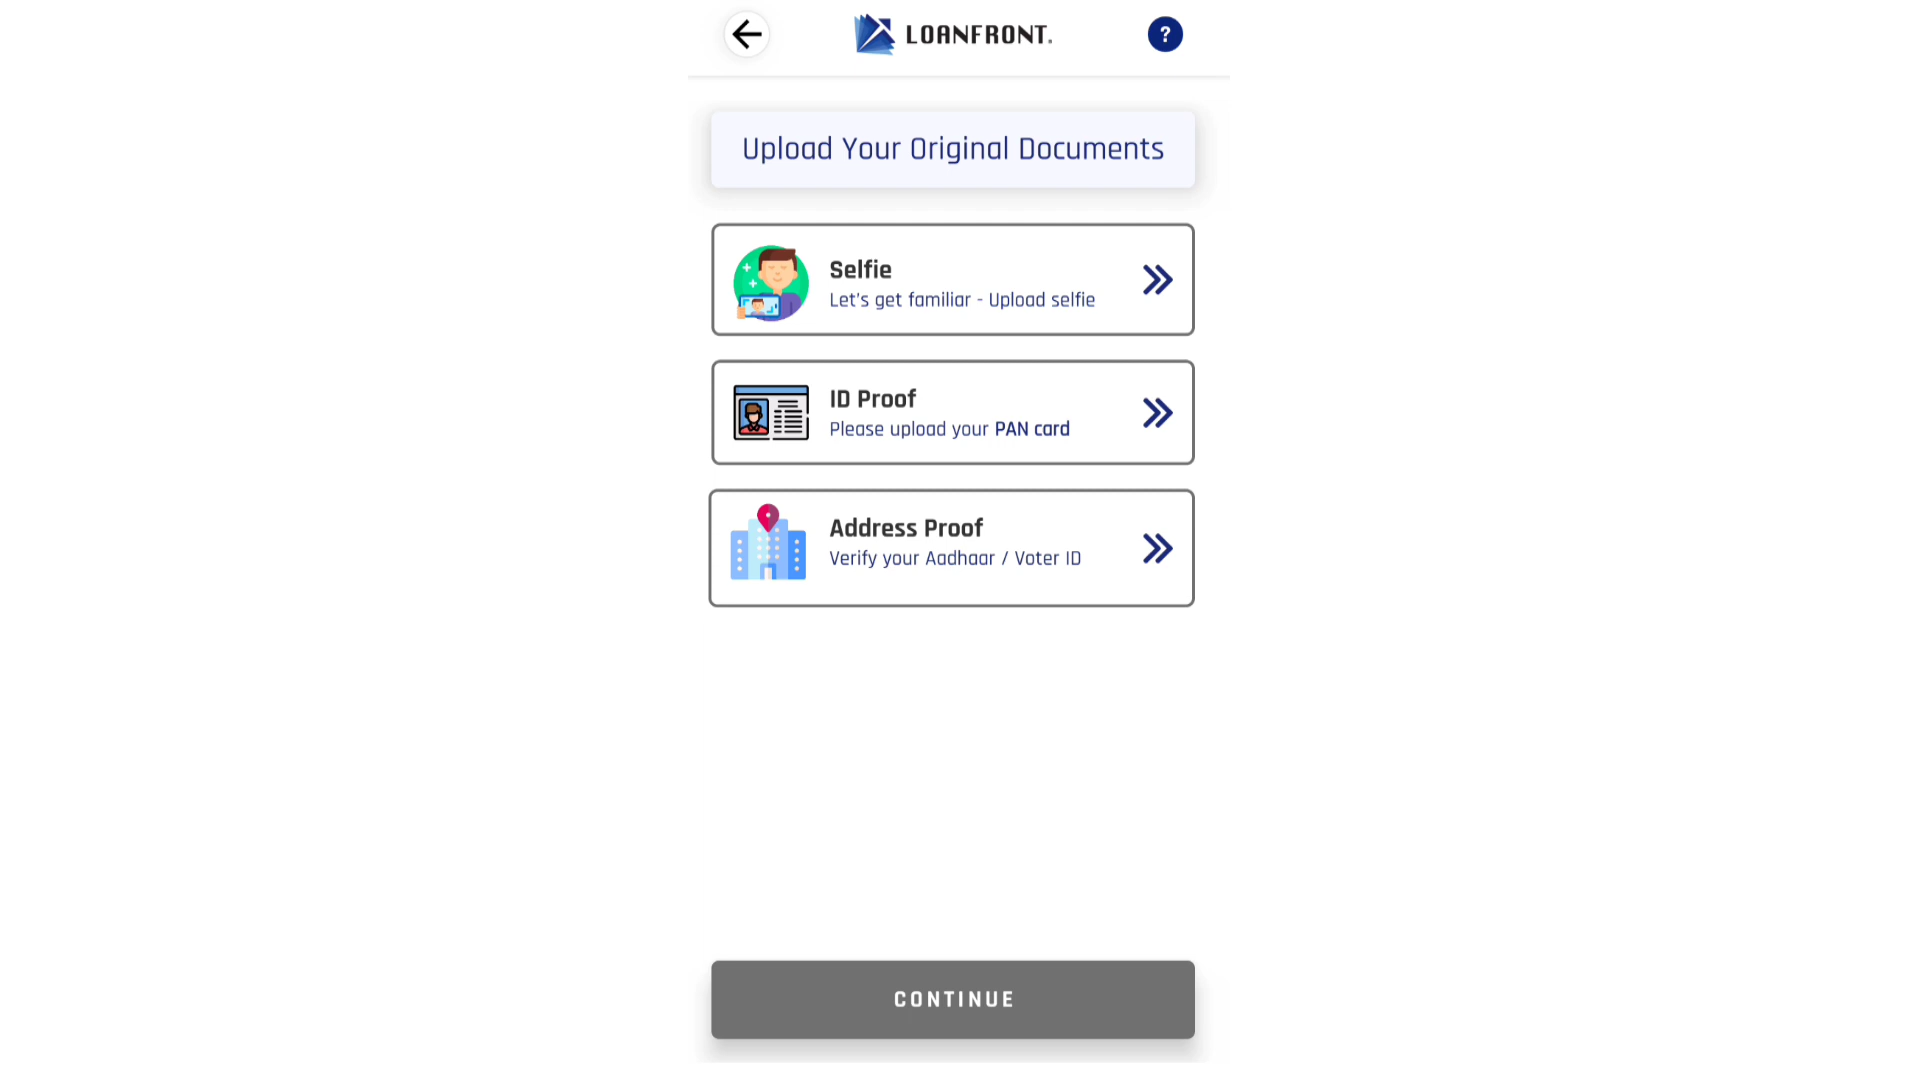 LOANFRONT.
?
Upload Your Original Documents
Selfie
Let's get familiar - Upload selfie
ID Proof
Please upload your PAN card
Address Proof
Verify your Aadhaar / Voter ID
CONTINUE